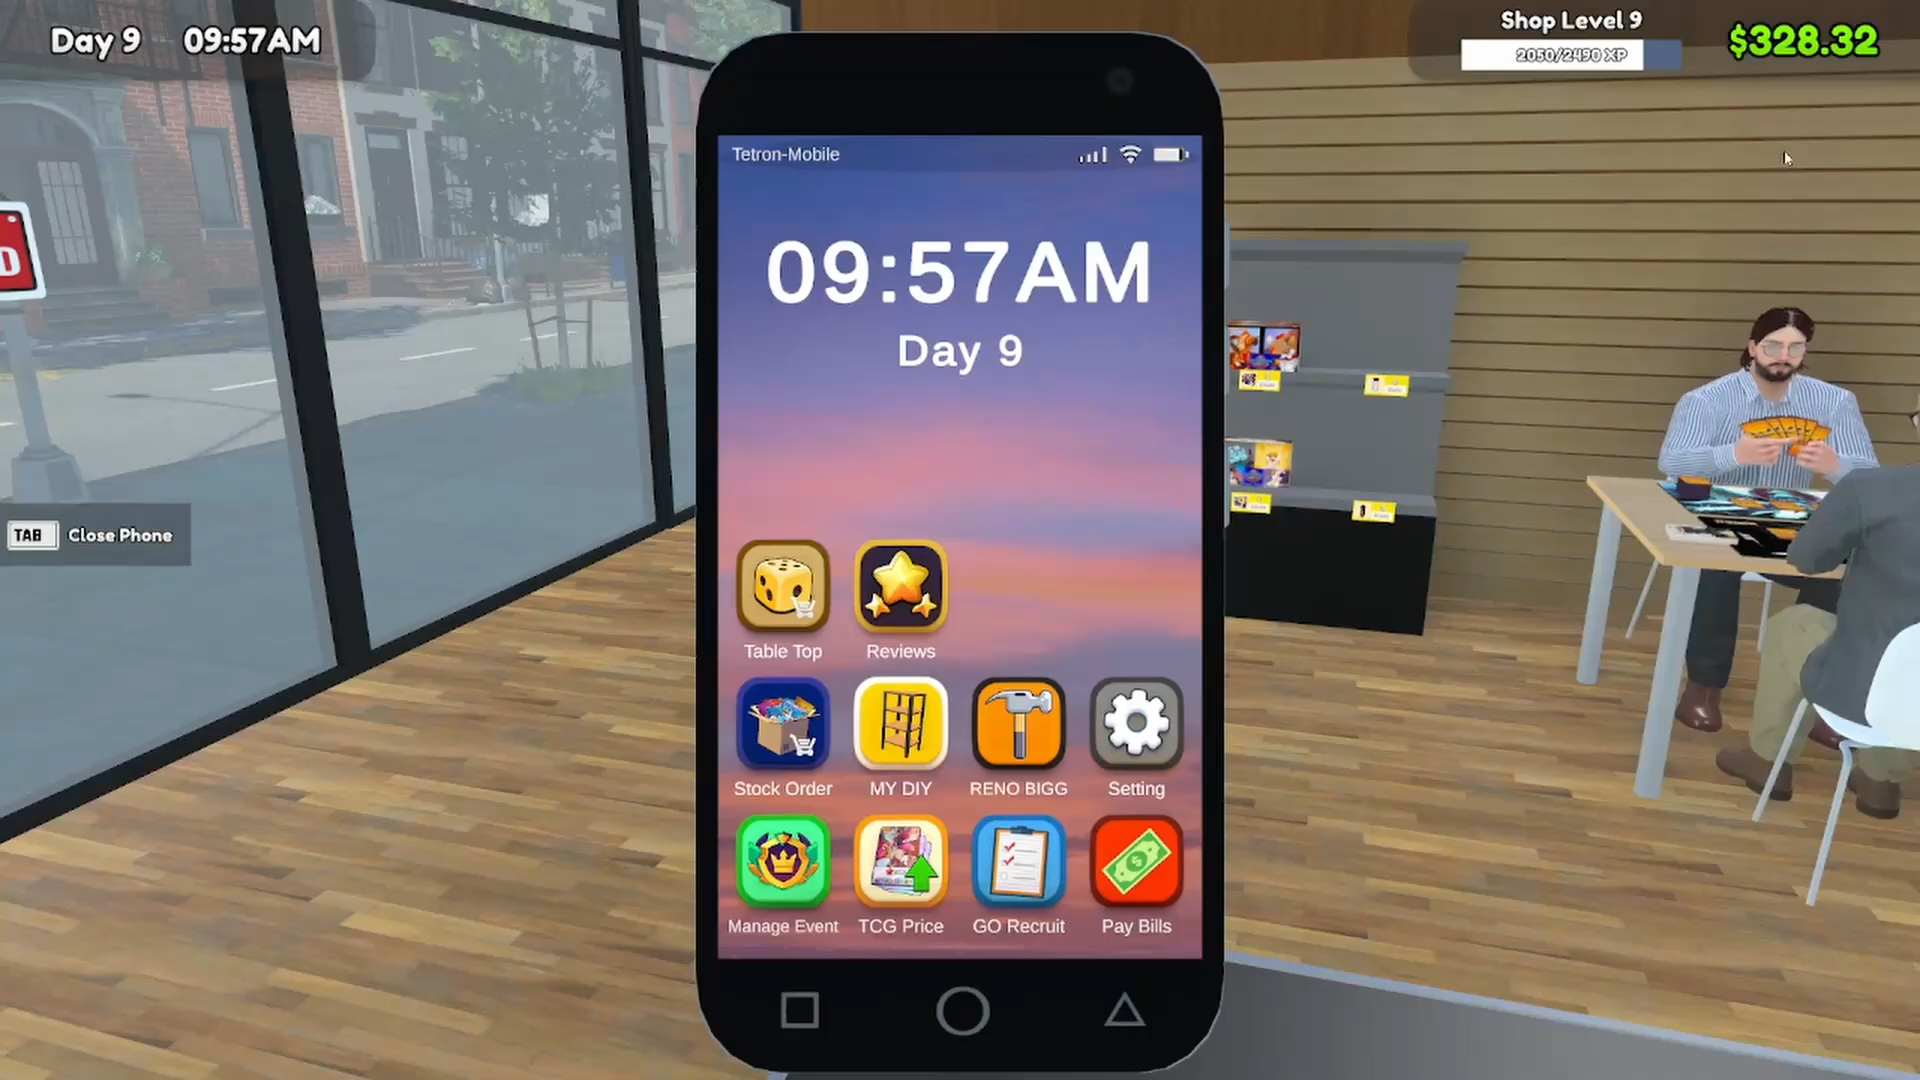 Day 9 09:57AM
Shop Level 9
2050/2490 XP
$328.32
D
TAB Close Phone
Tetron-Mobile
09:57AM
Day 9
Table Top
Reviews
Stock Order
MY DIY
RENO BIGG
Setting
Manage Event
TCG Price
GO Recruit
Pay Bills